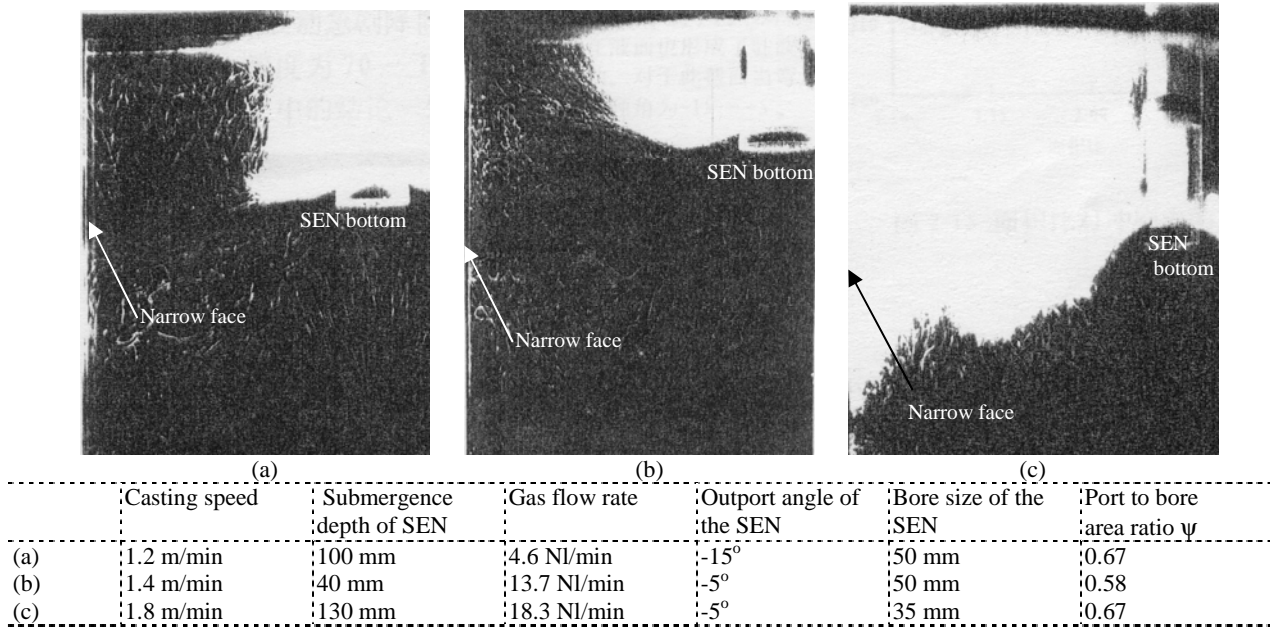 SEN bottom
Narrow face
SEN bottom
Narrow face
SEN
bottom
Narrow face
(a) (b) (c)
Casting speed Submergence Gas flow rate Outport angle of Bore size of the Port to bore
depth of SEN the SEN SEN area ratio ψ
(a) 1.2 m/min 100 mm 4.6 Nl/min -15° 50 mm 0.67
(b) 1.4 m/min 40 mm 13.7 Nl/min -5° 50 mm 0.58
(c) 1.8 m/min 130 mm 18.3 Nl/min -5° 35 mm 0.67